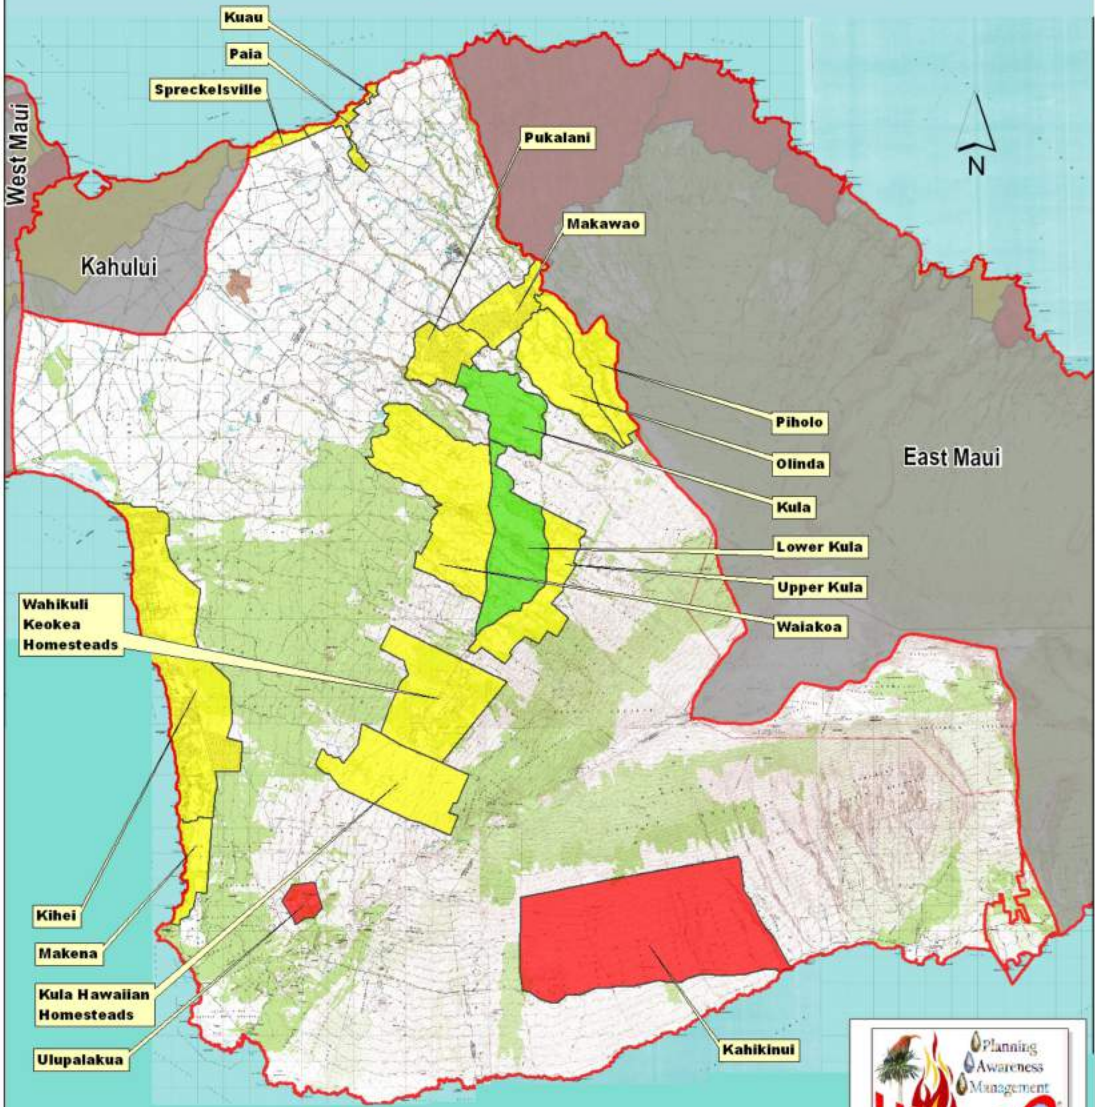 Kuau
Paia
Spreckelsville
West Maui
Pukalani
N
Makawao
Kahului
Piholo
Olinda
East Maui
Kula
Lower Kula
Upper Kula
Waiakoa
Wahikuli
Keokea
Homesteads
Kihei
Makena
Kula Hawaiian
Homesteads
Ulupalakua
Kahikinui
Planning
Awareness
Management